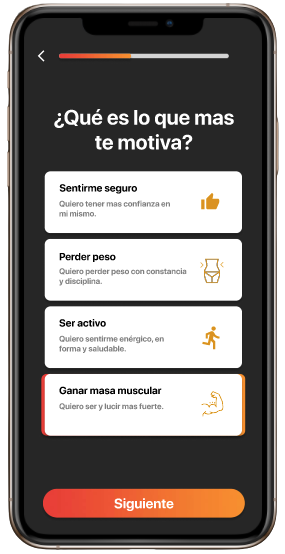 ¿Qué es lo que mas
te motiva?
Sentirme seguro
Quiero tener mas confianza en
mi mismo.
Perder peso
Quiero perder peso con constancia
y disciplina.
Ser activo
Quiero sentirme enérgico, en
forma y saludable.
Ganar masa muscular
Quiero ser y lucir mas fuerte.
Siguiente